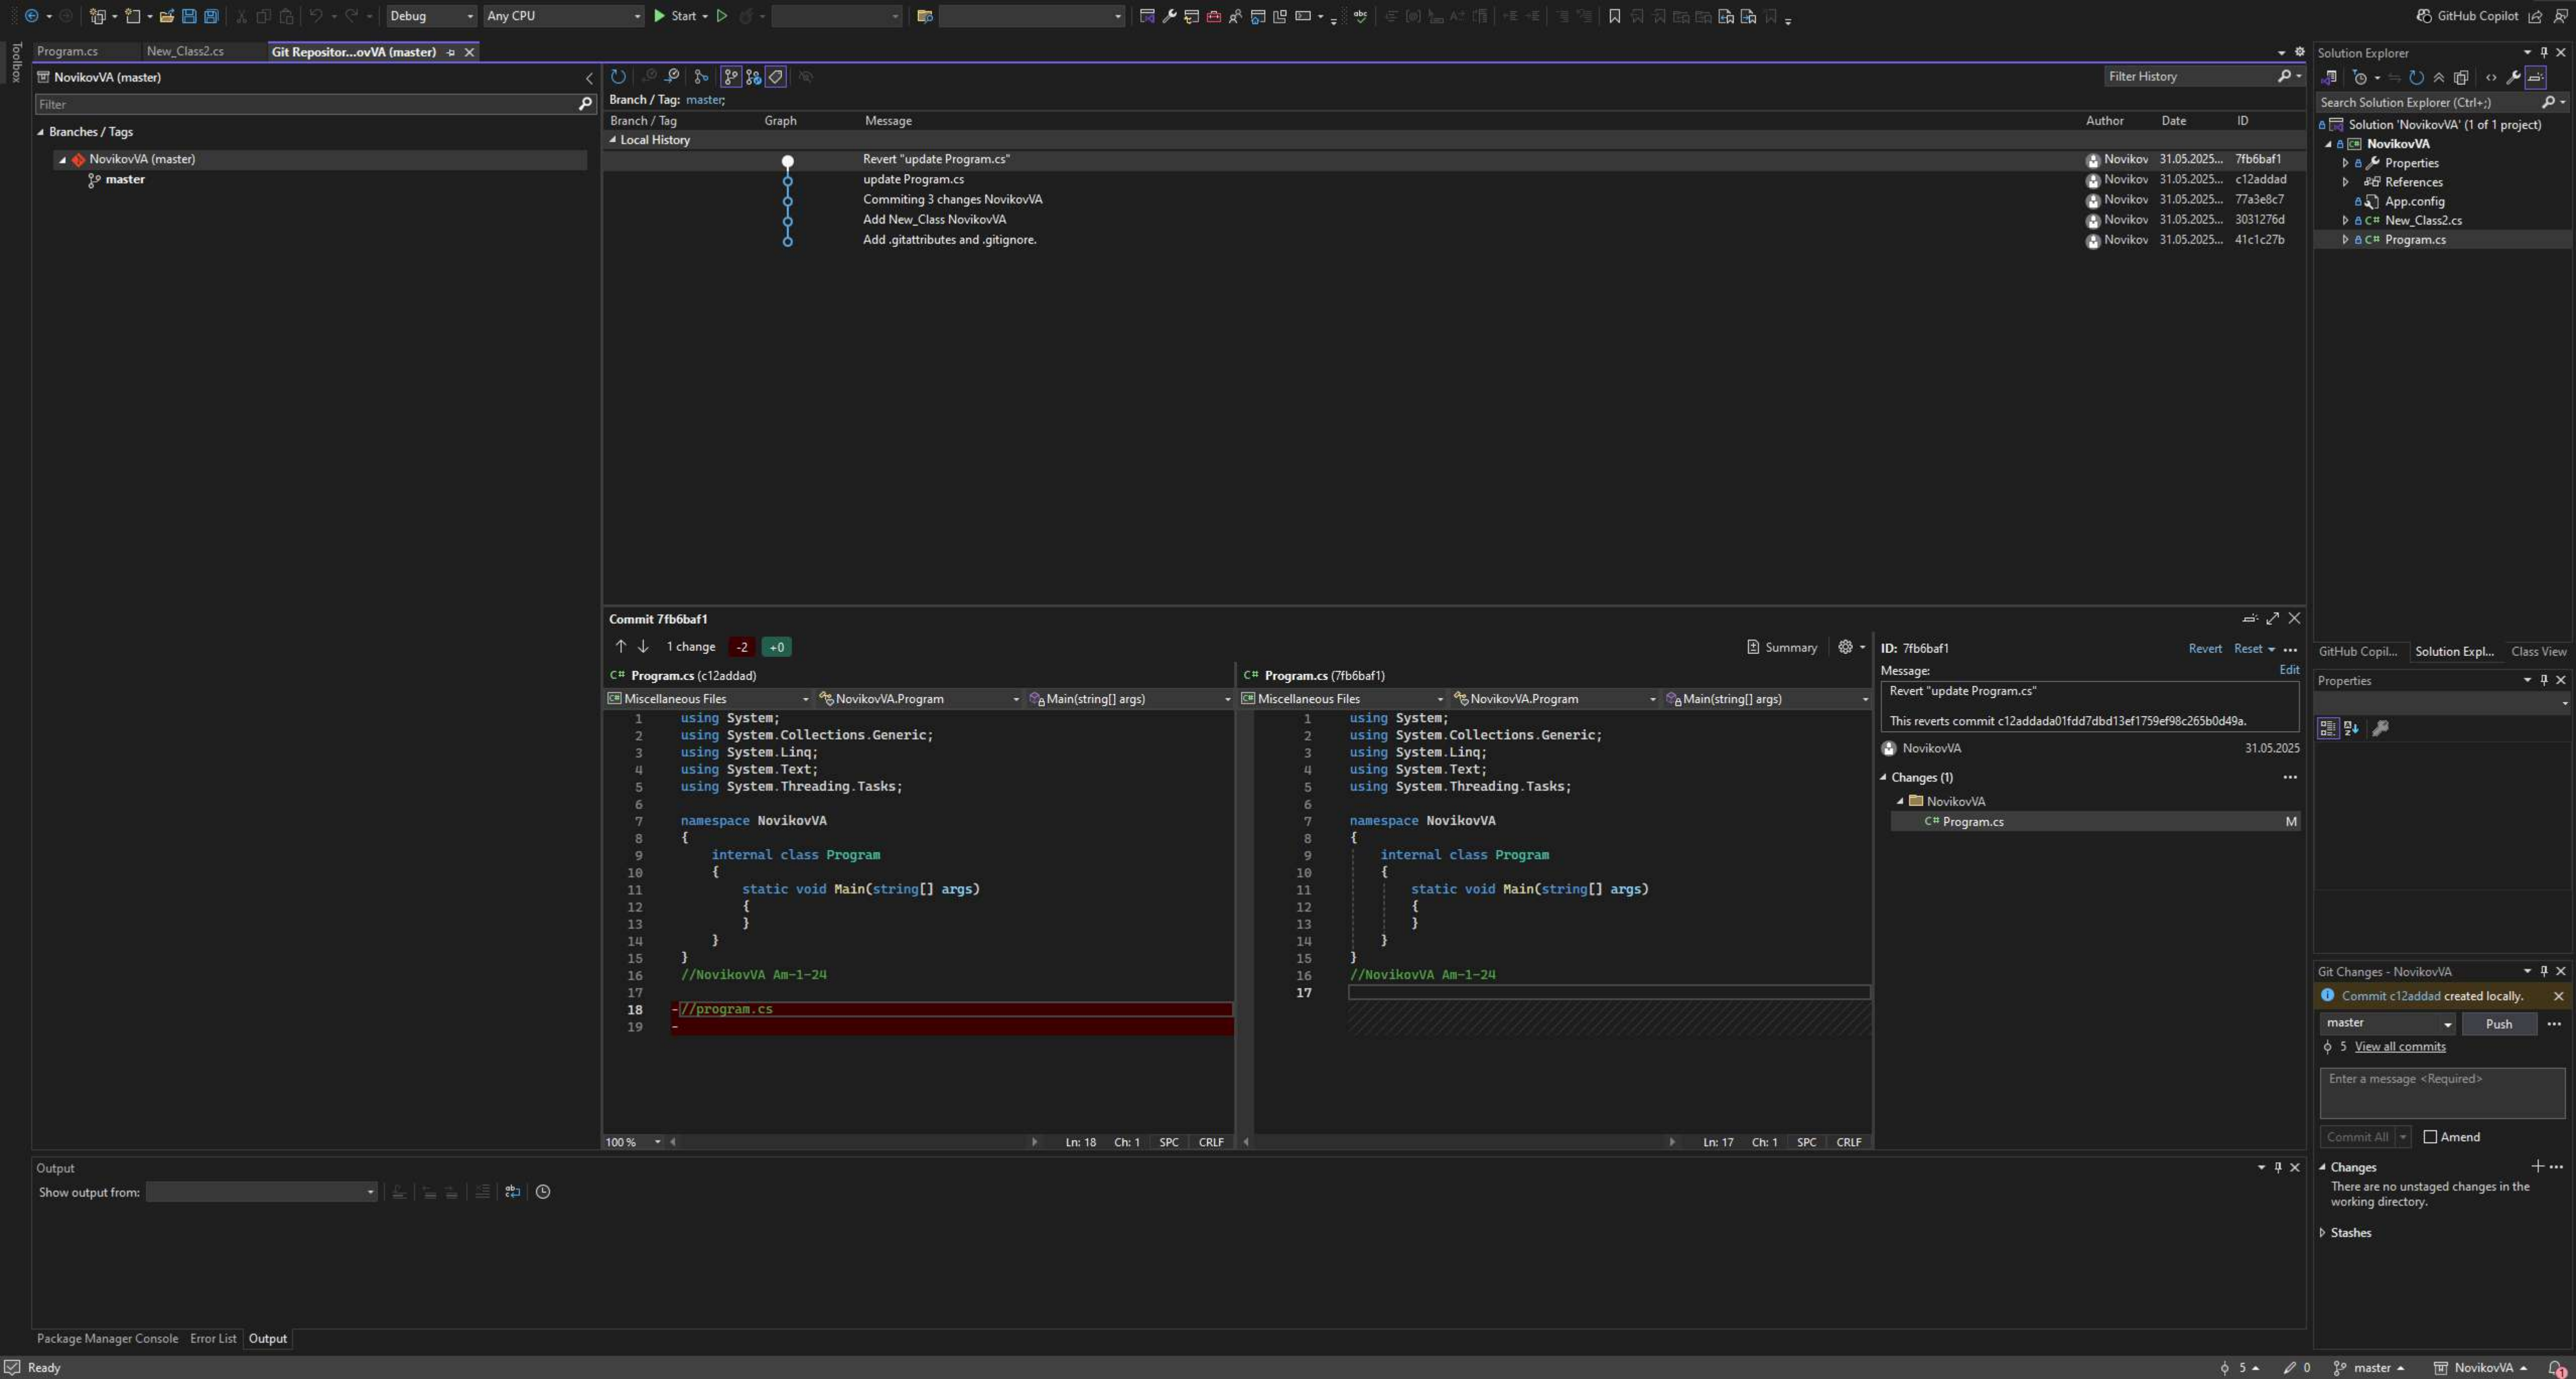 Debug
Any CPU
Start
GitHub Copilot
Toolbox
Program.cs
New_Class2.cs
Git Repositor...ovVA (master)
NovikovVA (master)
Filter
Branches / Tags
NovikovVA (master)
master
Filter History
Branch / Tag: master;
Branch / Tag Graph Message Author Date ID
Local History
Revert "update Program.cs" Novikov 31.05.2025... 7fb6baf1
update Program.cs Novikov 31.05.2025... c12addad
Commiting 3 changes NovikovVA Novikov 31.05.2025... 77a3e8c7
Add New_Class NovikovVA Novikov 31.05.2025... 3031276d
Add .gitattributes and .gitignore. Novikov 31.05.2025... 41c1c27b
Commit 7fb6baf1
1 change -2 +0
Summary
C# Program.cs (c12addad)
Miscellaneous Files NovikovVA.Program Main(string[] args)
1 using System;
2 using System.Collections.Generic;
3 using System.Linq;
4 using System.Text;
5 using System.Threading.Tasks;
6
7 namespace NovikovVA
8 {
9 internal class Program
10 {
11 static void Main(string[] args)
12 {
13 }
14 }
15 }
16 //NovikovVA Am-1-24
17
18 -//program.cs
19 -
100 % Ln: 18 Ch: 1 SPC CRLF
C# Program.cs (7fb6baf1)
Miscellaneous Files NovikovVA.Program Main(string[] args)
1 using System;
2 using System.Collections.Generic;
3 using System.Linq;
4 using System.Text;
5 using System.Threading.Tasks;
6
7 namespace NovikovVA
8 {
9 internal class Program
10 {
11 static void Main(string[] args)
12 {
13 }
14 }
15 }
16 //NovikovVA Am-1-24
17
Ln: 17 Ch: 1 SPC CRLF
ID: 7fb6baf1 Revert Reset ...
Message: Edit
Revert "update Program.cs"
This reverts commit c12addada01fdd7dbd13ef1759ef98c265b0d49a.
NovikovVA 31.05.2025
Changes (1) ...
NovikovVA
C# Program.cs M
Output
Show output from:
Package Manager Console Error List Output
Solution Explorer
Search Solution Explorer (Ctrl+;)
Solution 'NovikovVA' (1 of 1 project)
C# NovikovVA
Properties
References
App.config
C# New_Class2.cs
C# Program.cs
GitHub Copil... Solution Expl... Class View
Properties
Git Changes - NovikovVA
Commit c12addad created locally.
master Push ...
5 View all commits
Enter a message <Required>
Commit All Amend
Changes
There are no unstaged changes in the
working directory.
Stashes
Ready
5 0 master NovikovVA 1